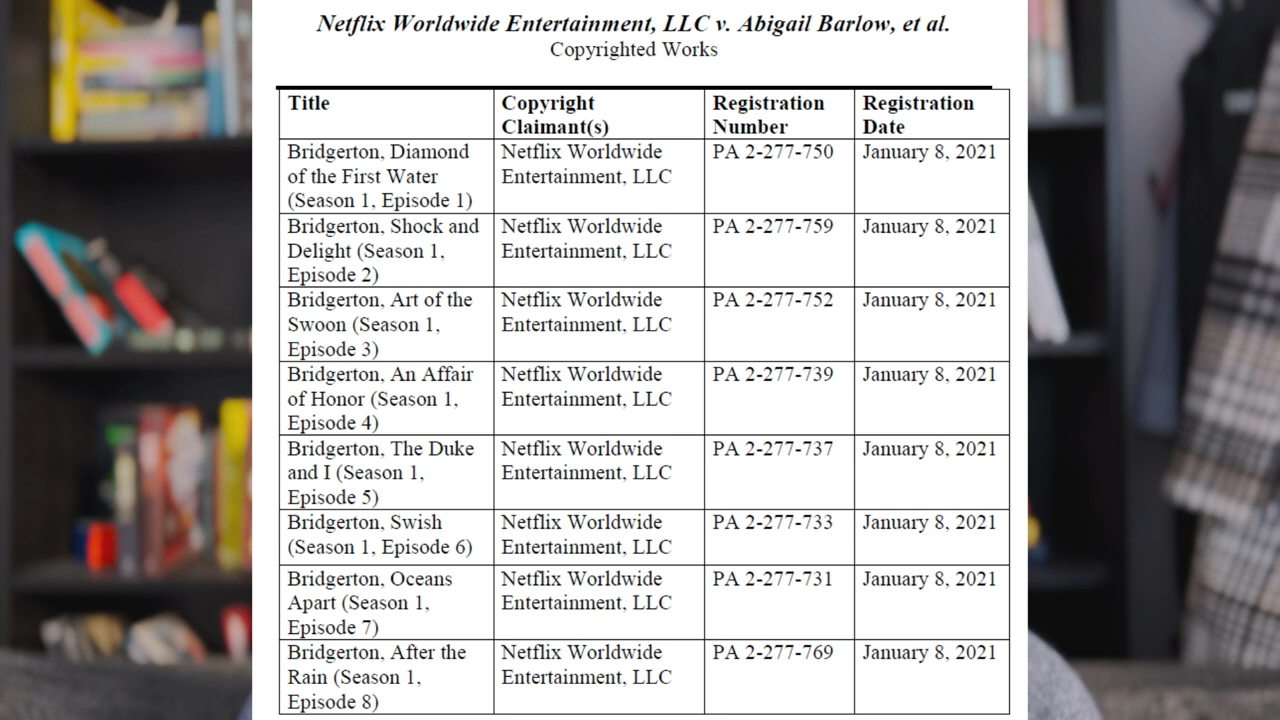 Netflix Worldwide Entertainment, LLC v. Abigail Barlow, et al.
Copyrighted Works
Title
Copyright
Claimant(s)
Registration
Number
Registration
Date
Bridgerton, Diamond
of the First Water
(Season 1, Episode 1)
Netflix Worldwide
Entertainment, LLC
PA 2-277-750
January 8, 2021
Bridgerton, Shock and
Delight (Season 1,
Episode 2)
Netflix Worldwide
Entertainment, LLC
PA 2-277-759
January 8, 2021
Bridgerton, Art of the
Swoon (Season 1,
Episode 3)
Netflix Worldwide
Entertainment, LLC
PA 2-277-752
January 8, 2021
Bridgerton, An Affair
of Honor (Season 1,
Episode 4)
Netflix Worldwide
Entertainment, LLC
PA 2-277-739
January 8, 2021
Bridgerton, The Duke
and I (Season 1,
Episode 5)
Netflix Worldwide
Entertainment, LLC
PA 2-277-737
January 8, 2021
Bridgerton, Swish
(Season 1, Episode 6)
Netflix Worldwide
Entertainment, LLC
PA 2-277-733
January 8, 2021
Bridgerton, Oceans
Apart (Season 1,
Episode 7)
Netflix Worldwide
Entertainment, LLC
PA 2-277-731
January 8, 2021
Bridgerton, After the
Rain (Season 1,
Episode 8)
Netflix Worldwide
Entertainment, LLC
PA 2-277-769
January 8, 2021